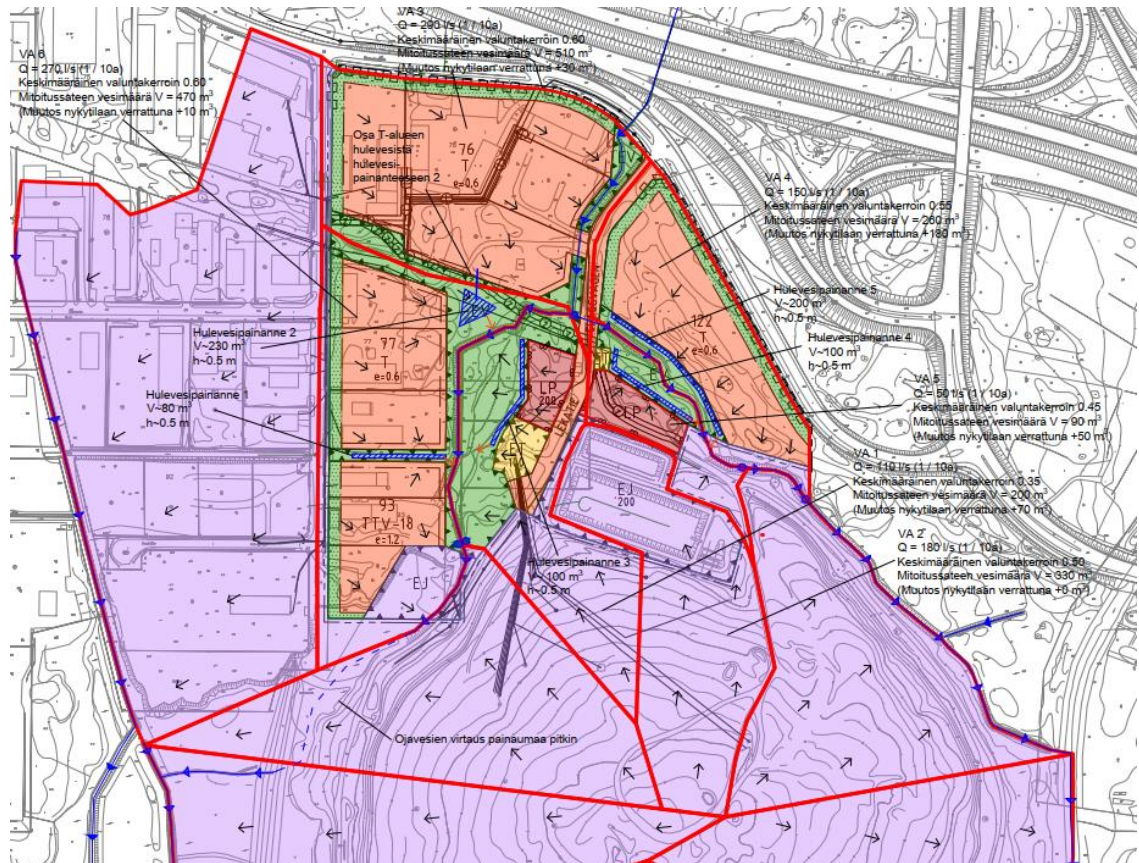 VA 3
Q = 290 l/s (1 / 10a)
Keskimääräinen valuntakerroin 0.60
Mitoitussateen vesimäärä V = 510 m³
(Muutos nykytilaan verrattuna +30 m³)
VA 6
Q = 270 l/s (1 / 10a)
Keskimääräinen valuntakerroin 0.60
Mitoitussateen vesimäärä V = 470 m³
(Muutos nykytilaan verrattuna +10 m³)
Osa T-alueen
hulevesistä
hulevesi-
painanteeseen 2
76
T
e=0.6
VA 4
Q = 150 l/s (1 / 10a)
Keskimääräinen valuntakerroin 0.55
Mitoitussateen vesimäärä V = 260 m³
(Muutos nykytilaan verrattuna +180 m³)
Hulevesipainanne 5
V~200 m³
h~0.5 m
122
T
e=0.6
Hulevesipainanne 4
V~100 m³
h~0.5 m
Hulevesipainanne 2
V~230 m³
h~0.5 m
77
T
e=0.6
LP
200
Hulevesipainanne 1
V~80 m³
h~0.5 m
VA 5
Q = 50 l/s (1 / 10a)
Keskimääräinen valuntakerroin 0.45
Mitoitussateen vesimäärä V = 90 m³
(Muutos nykytilaan verrattuna +50 m³)
VA 1
Q = 110 l/s (1 / 10a)
Keskimääräinen valuntakerroin 0.35
Mitoitussateen vesimäärä V = 200 m³
(Muutos nykytilaan verrattuna +70 m³)
EJ
200
93
TTV-18
e=1.2
VA 2
Q = 180 l/s (1 / 10a)
Keskimääräinen valuntakerroin 0.50
Mitoitussateen vesimäärä V = 330 m³
(Muutos nykytilaan verrattuna +0 m³)
Hulevesipainanne 3
V~100 m³
h~0.5 m
EJ
Ojavesien virtaus painaumaa pitkin